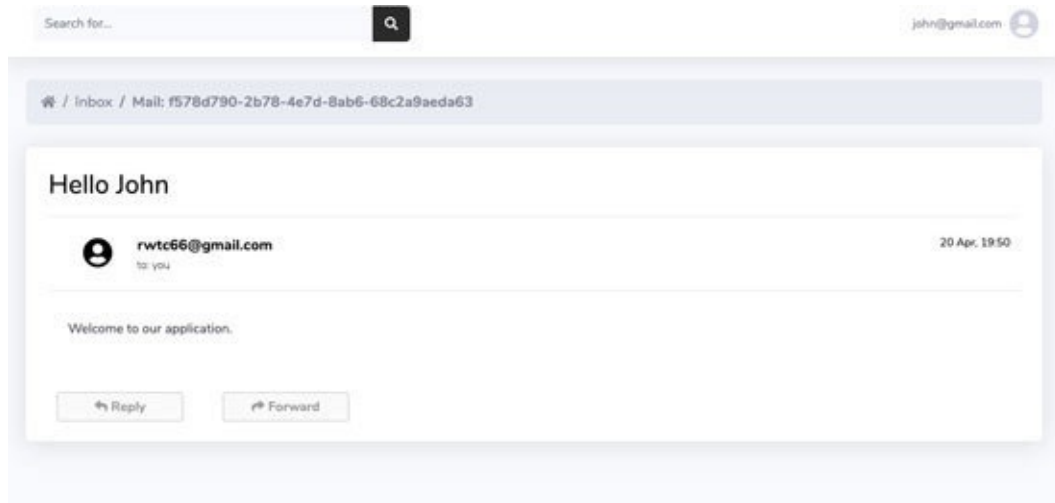 Search for...
john@gmail.com
/ Inbox / Mail: f578d790-2b78-4e7d-8ab6-68c2a9aeda63
Hello John
rwtc66@gmail.com
20 Apr, 19:50
to: you
Welcome to our application.
Reply
Forward